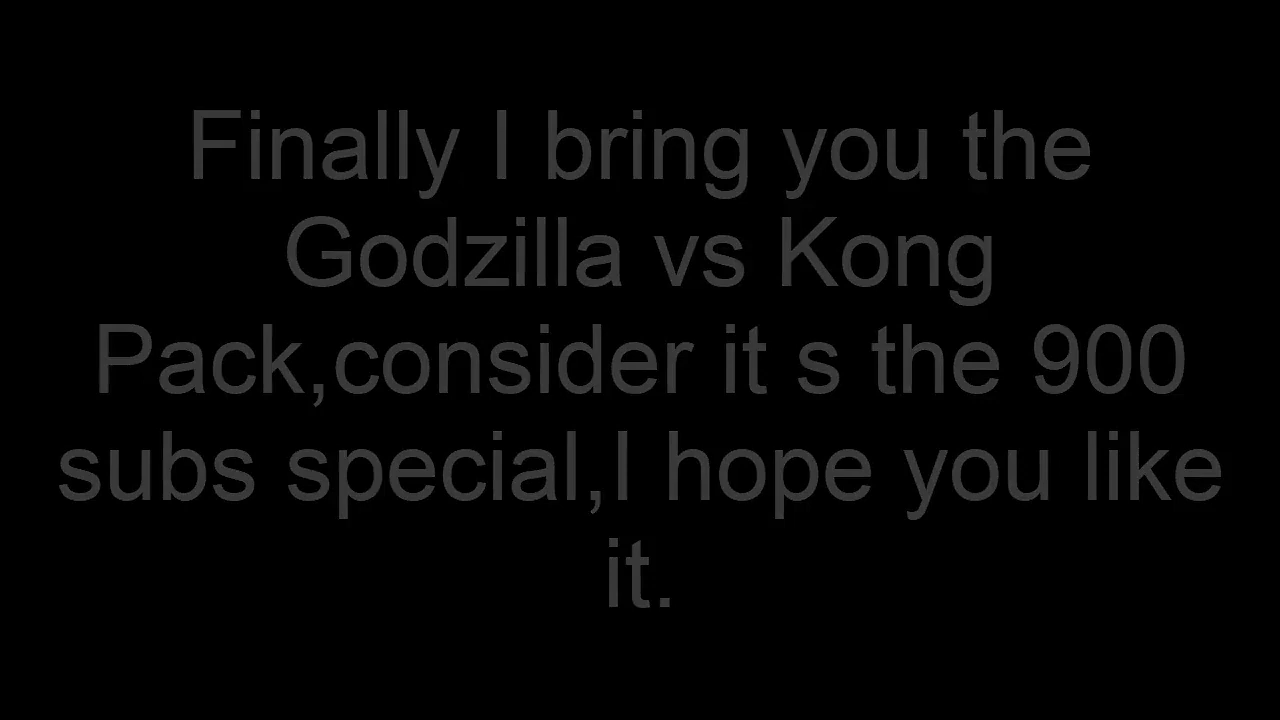 Finally I bring you the
Godzilla vs Kong
Pack,consider it s the 900
subs special,I hope you like
it.